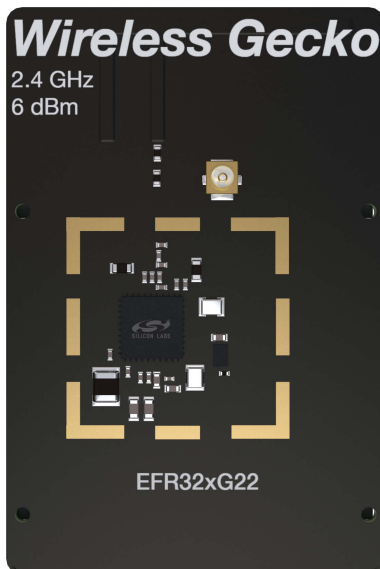 Wireless Gecko
2.4 GHz
6 dBm
SILICON LABS
EFR32xG22